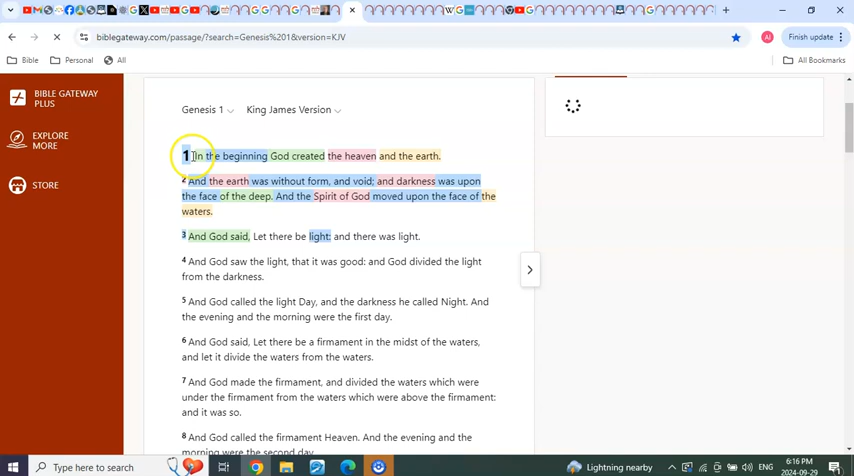 biblegateway.com/passage/?search=Genesis%201&version=KJV
Finish update
Bible
Personal
All
All Bookmarks
BIBLE GATEWAY
PLUS
EXPLORE
MORE
STORE
Genesis 1
King James Version
1 In the beginning God created the heaven and the earth.
2 And the earth was without form, and void; and darkness was upon
the face of the deep. And the Spirit of God moved upon the face of the
waters.
3 And God said, Let there be light: and there was light.
4 And God saw the light, that it was good: and God divided the light
from the darkness.
5 And God called the light Day, and the darkness he called Night. And
the evening and the morning were the first day.
6 And God said, Let there be a firmament in the midst of the waters,
and let it divide the waters from the waters.
7 And God made the firmament, and divided the waters which were
under the firmament from the waters which were above the firmament:
and it was so.
8 And God called the firmament Heaven. And the evening and the
morning were the second day.
Type here to search
Lightning nearby
6:16 PM
2024-09-29